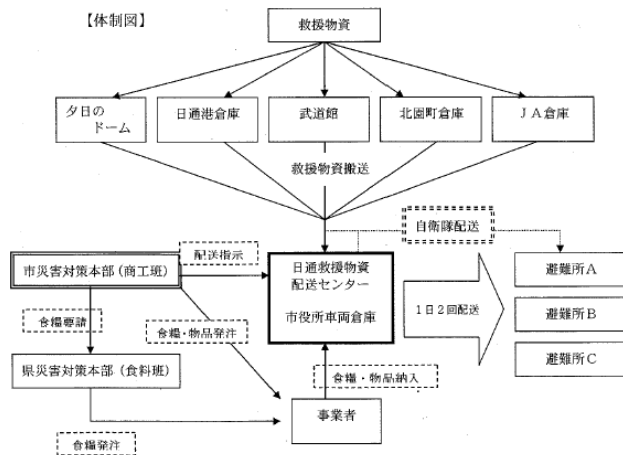 【体制図】
救援物資
夕日の
ドーム
日通港倉庫
武道館
北園町倉庫
ＪＡ倉庫
救援物資搬送
自衛隊配送
市災害対策本部（商工班）
配送指示
日通救援物資
配送センター
市役所車両倉庫
１日２回配送
避難所Ａ
避難所Ｂ
避難所Ｃ
食糧要請
食糧・物品発注
県災害対策本部（食料班）
食糧・物品納入
事業者
食糧発注